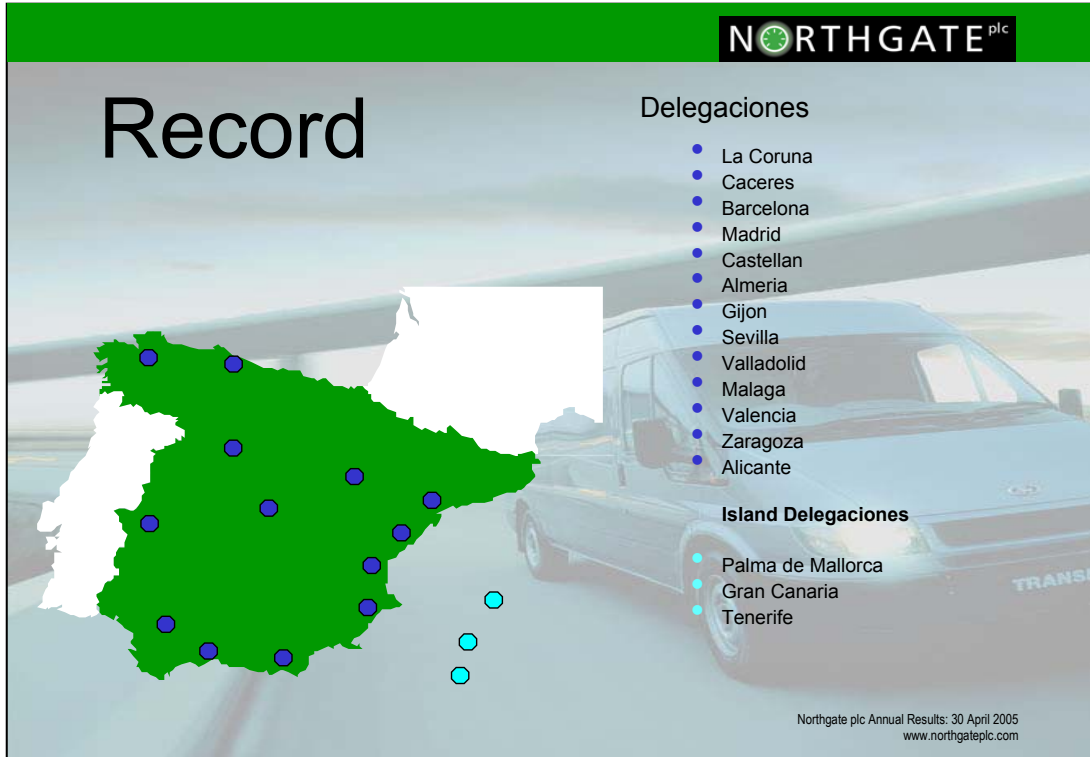 NORTHGATE plc
Record
Delegaciones
La Coruna
Caceres
Barcelona
Madrid
Castellan
Almeria
Gijon
Sevilla
Valladolid
Malaga
Valencia
Zaragoza
Alicante
Island Delegaciones
Palma de Mallorca
Gran Canaria
Tenerife
TRANS
Northgate plc Annual Results: 30 April 2005
www.northgateplc.com